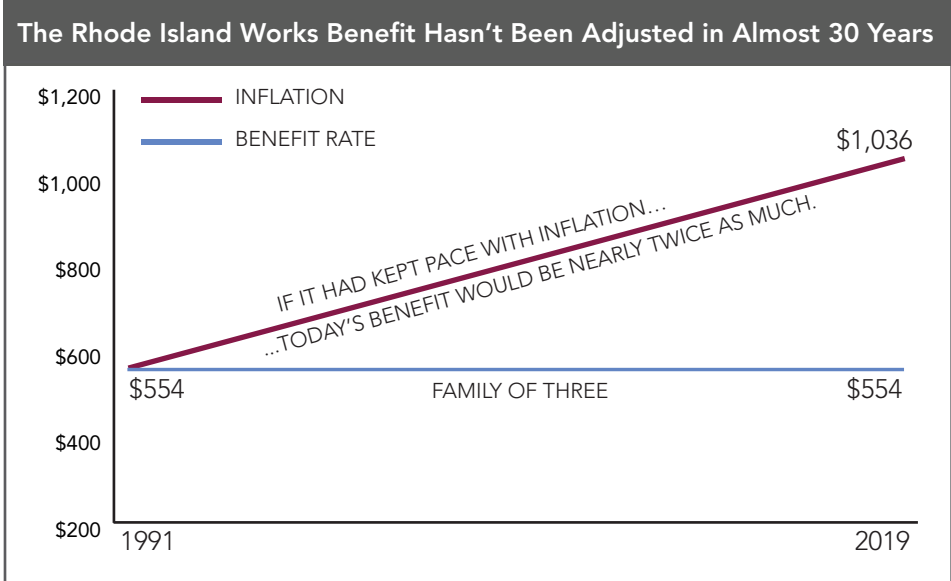 The Rhode Island Works Benefit Hasn't Been Adjusted in Almost 30 Years
$1,200
INFLATION
BENEFIT RATE
$1,036
$1,000
IF IT HAD KEPT PACE WITH INFLATION…
...TODAY'S BENEFIT WOULD BE NEARLY TWICE AS MUCH.
$800
$600
$554
FAMILY OF THREE
$554
$400
$200
1991
2019